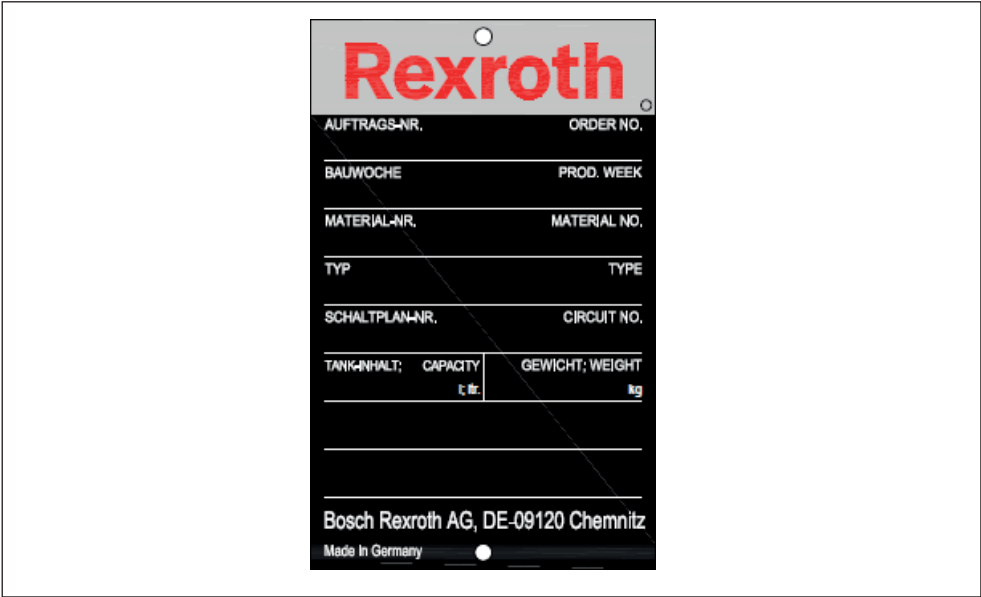 Rexroth
AUFTRAGS-NR. ORDER NO.
BAUWOCHE PROD. WEEK
MATERIAL-NR. MATERIAL NO.
TYP TYPE
SCHALTPLAN-NR. CIRCUIT NO.
TANK-INHALT; CAPACITY GEWICHT; WEIGHT
l; ltr. kg
Bosch Rexroth AG, DE-09120 Chemnitz
Made In Germany